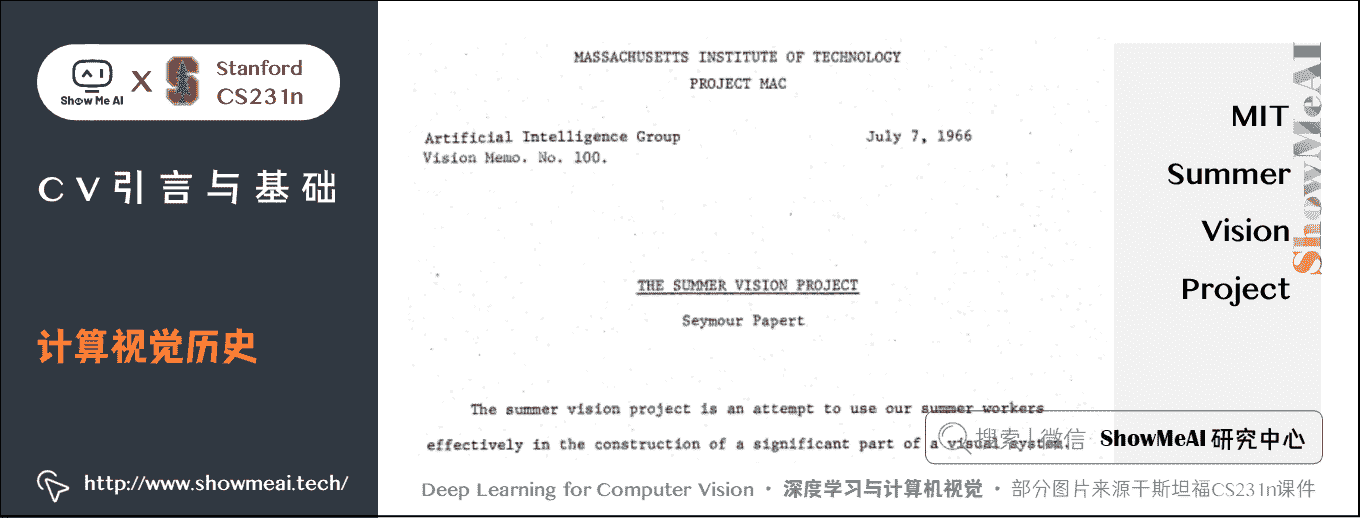 Show Me AI
X
Stanford
CS231n
CV引言与基础
计算视觉历史
http://www.showmeai.tech/
MASSACHUSETTS INSTITUTE OF TECHNOLOGY
PROJECT MAC
Artificial Intelligence Group
July 7, 1966
Vision Memo. No. 100.
THE SUMMER VISION PROJECT
Seymour Papert
The summer vision project is an attempt to use our summer workers
effectively in the construction of a significant part of a visual system.
MIT
Summer
Vision
Project
ShowMeAI
搜索 | 微信 ShowMeAI 研究中心
Deep Learning for Computer Vision · 深度学习与计算机视觉 · 部分图片来源于斯坦福CS231n课件